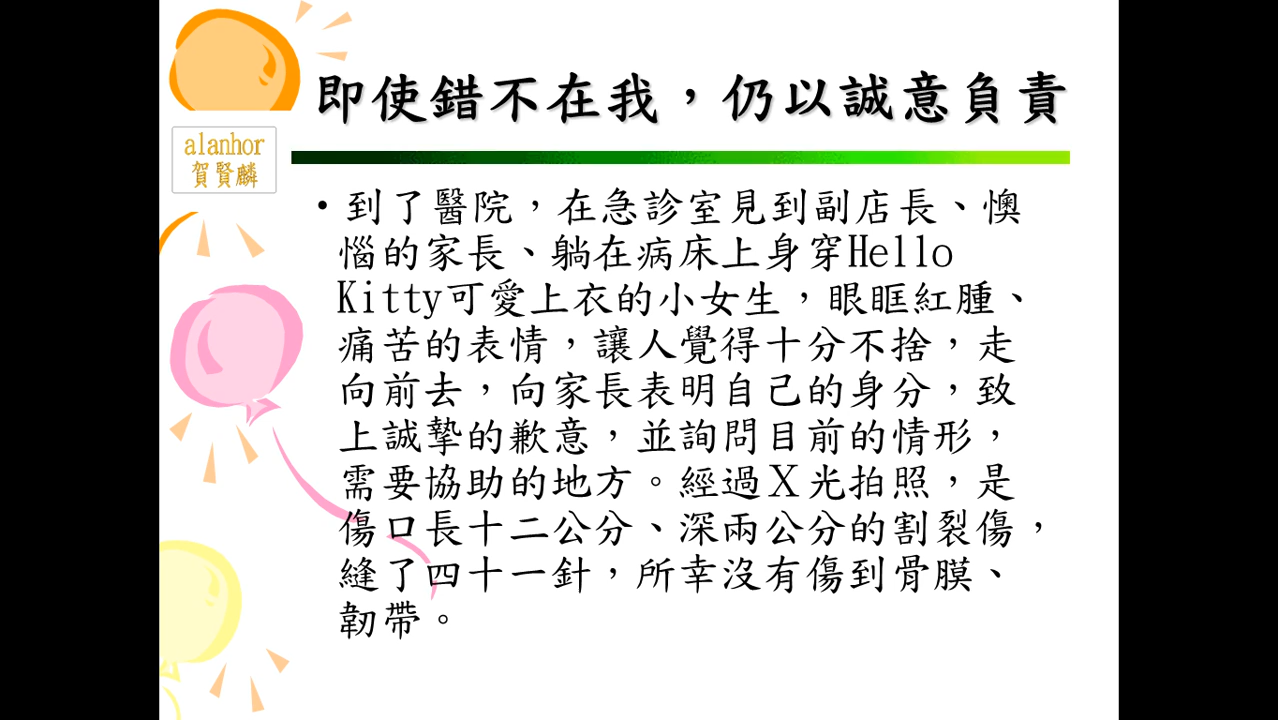 即使錯不在我，仍以誠意負責
alanhor
賀賢麟
•到了醫院，在急診室見到副店長、懊
惱的家長、躺在病床上身穿Hello
Kitty可愛上衣的小女生，眼眶紅腫、
痛苦的表情，讓人覺得十分不捨，走
向前去，向家長表明自己的身分，致
上誠摯的歉意，並詢問目前的情形，
需要協助的地方。經過Ｘ光拍照，是
傷口長十二公分、深兩公分的割裂傷，
縫了四十一針，所幸沒有傷到骨膜、
韌帶。